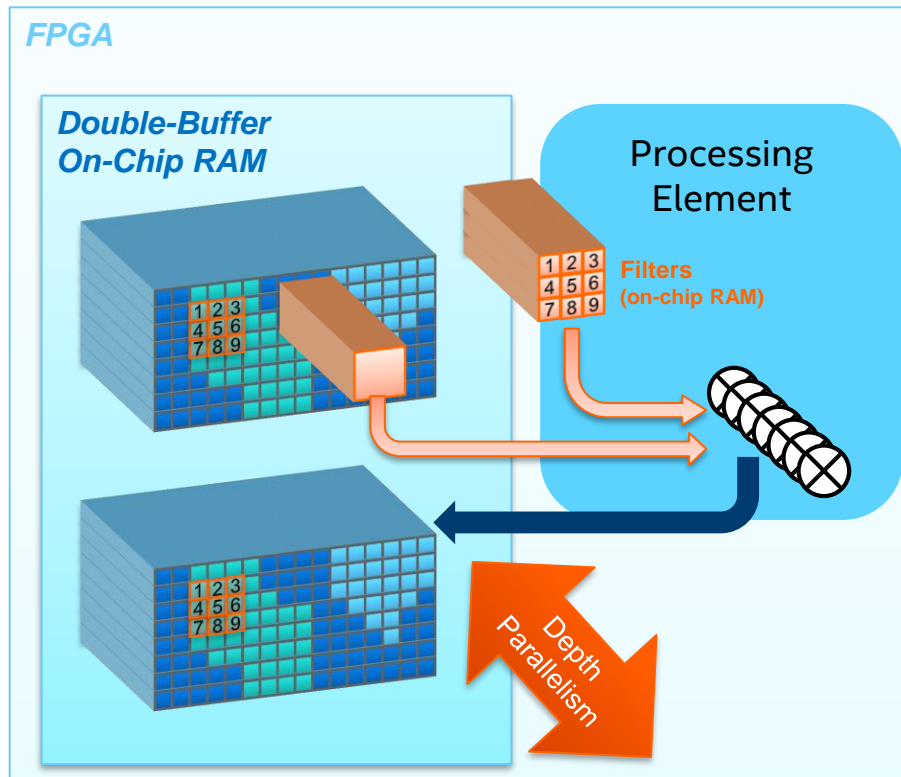 FPGA
Double-Buffer
On-Chip RAM
Processing
Element
1 2 3
4 5 6
7 8 9
Filters
(on-chip RAM)
1 2 3
4 5 6
7 8 9
1 2 3
4 5 6
7 8 9
Depth
Parallelism